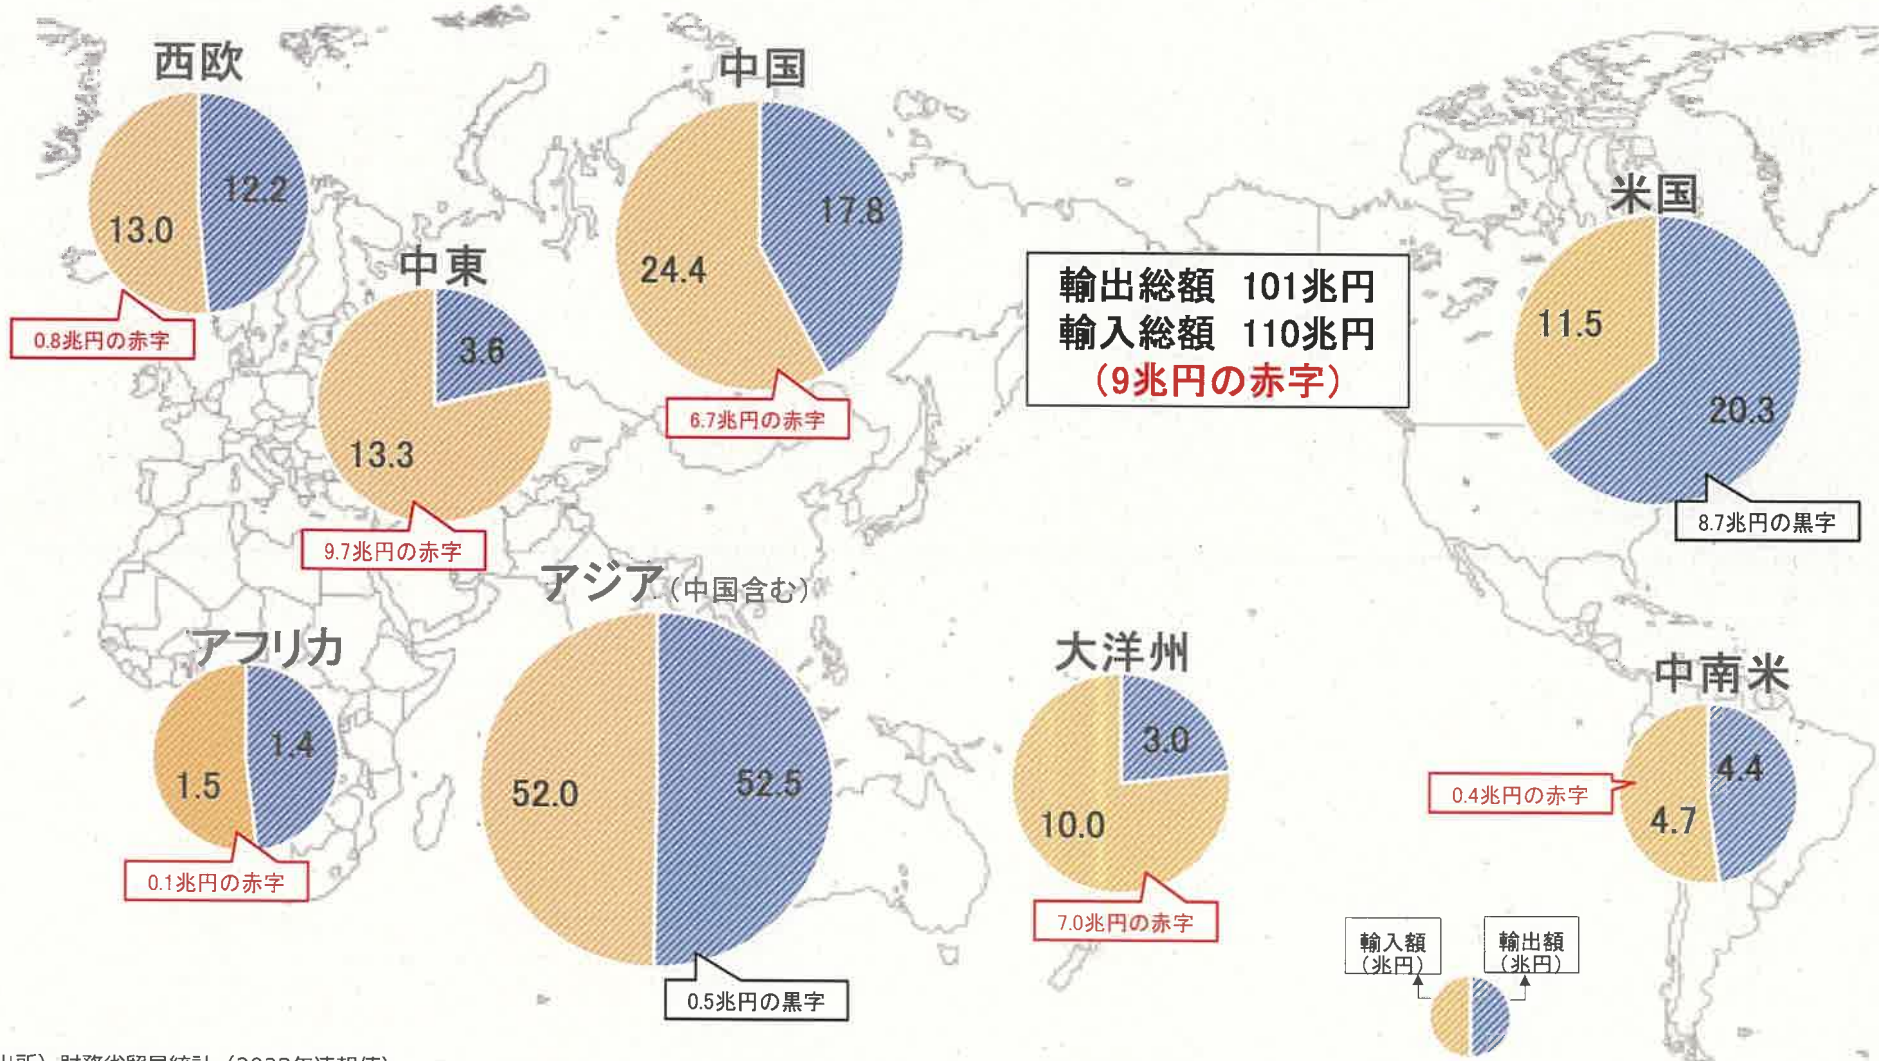 西欧
12.2
13.0
0.8兆円の赤字
中東
3.6
13.3
9.7兆円の赤字
中国
17.8
24.4
6.7兆円の赤字
輸出総額 101兆円
輸入総額 110兆円
（9兆円の赤字）
米国
11.5
20.3
8.7兆円の黒字
アフリカ
1.4
1.5
0.1兆円の赤字
アジア（中国含む）
52.0
52.5
0.5兆円の黒字
大洋州
3.0
10.0
7.0兆円の赤字
中南米
4.4
4.7
0.4兆円の赤字
輸入額
（兆円）
輸出額
（兆円）